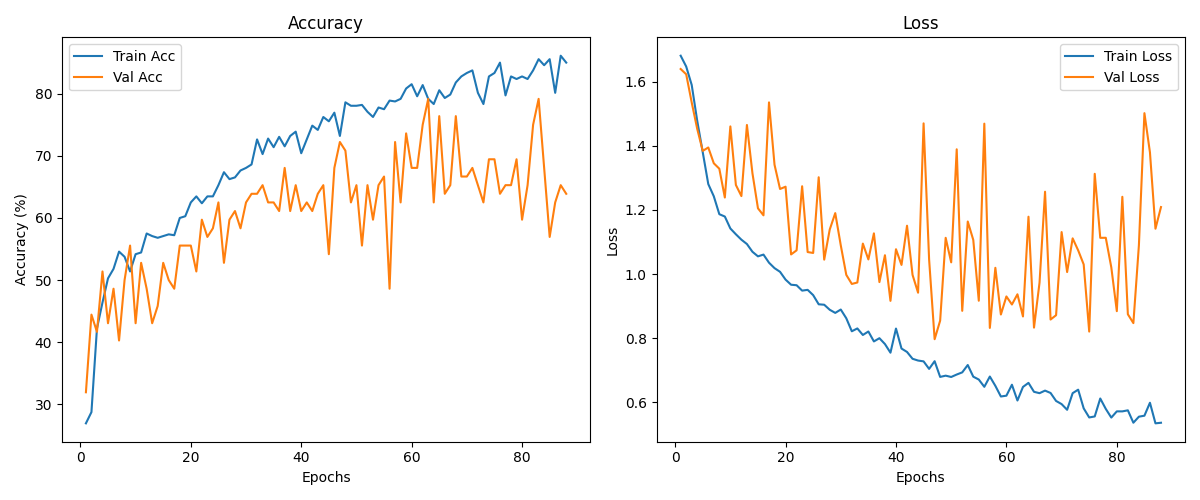 Accuracy
Train Acc
Val Acc
Accuracy (%)
80
70
60
50
40
30
0 20 40 60 80
Epochs
Loss
Train Loss
Val Loss
Loss
1.6
1.4
1.2
1.0
0.8
0.6
0 20 40 60 80
Epochs